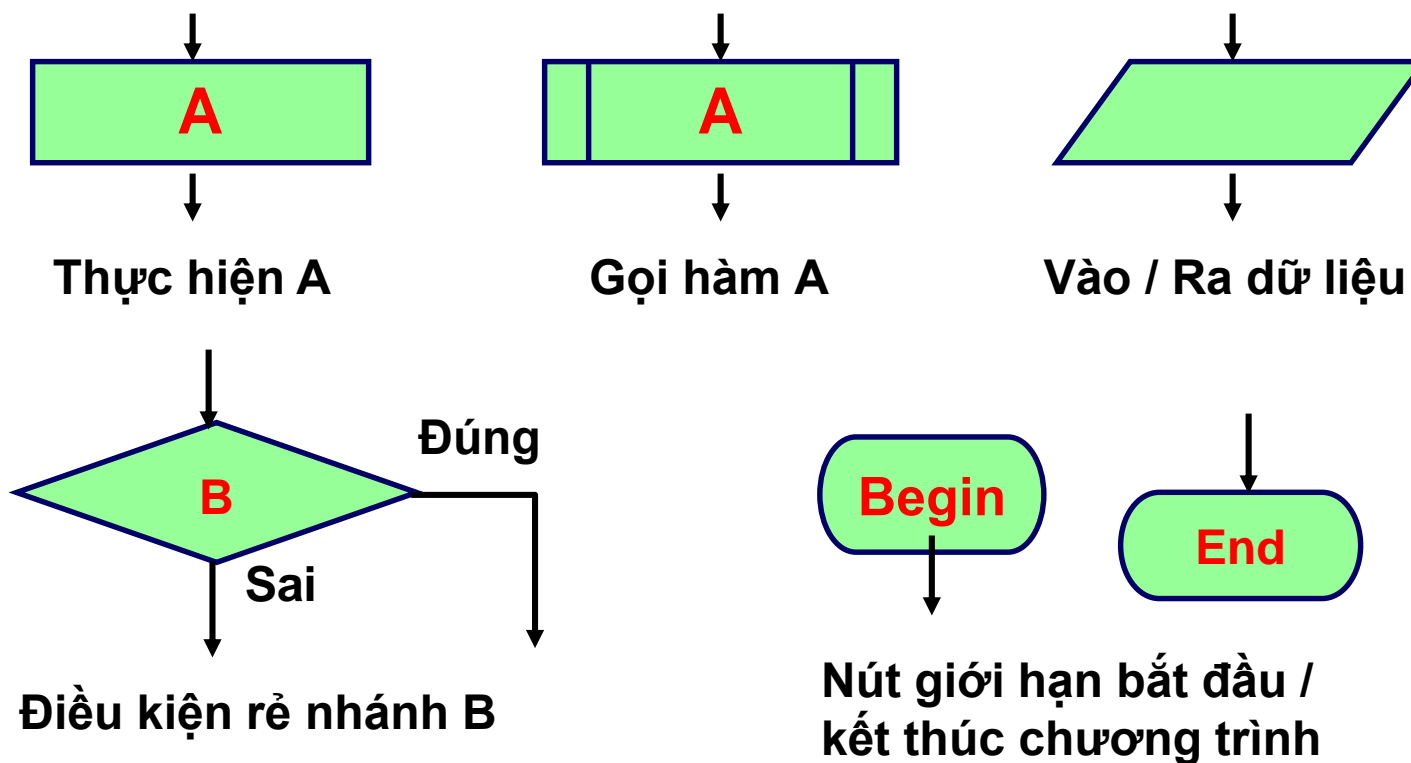 A
A
Thực hiện A
Gọi hàm A
Vào / Ra dữ liệu
Đúng
B
Sai
Điều kiện rẻ nhánh B
Begin
End
Nút giới hạn bắt đầu /
kết thúc chương trình